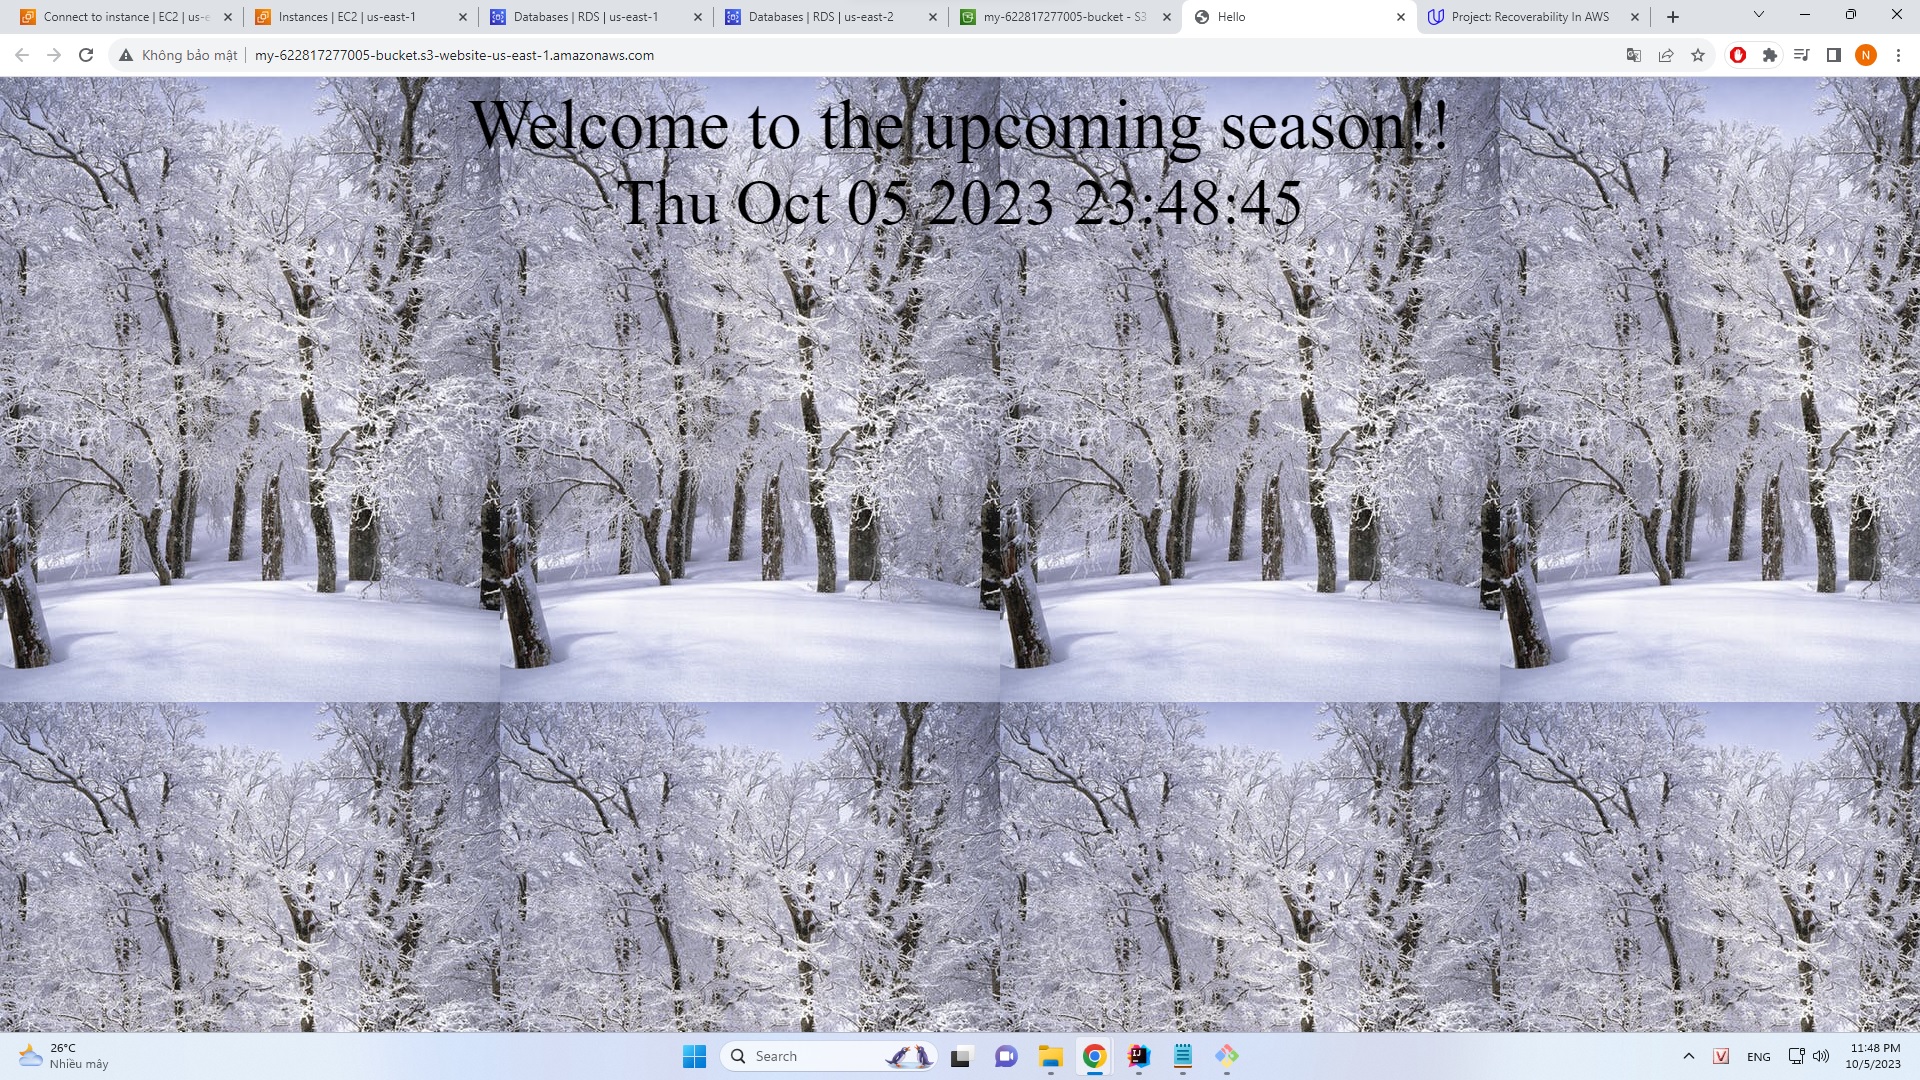 Connect to instance | EC2 | us-e
Instances | EC2 | us-east-1
Databases | RDS | us-east-1
Databases | RDS | us-east-2
my-622817277005-bucket - S3
Hello
Project: Recoverability In AWS
Không bảo mật
my-622817277005-bucket.s3-website-us-east-1.amazonaws.com
N
Welcome to the upcoming season!!
Thu Oct 05 2023 23:48:45
26°C
Nhiều mây
Search
ENG
11:48 PM
10/5/2023